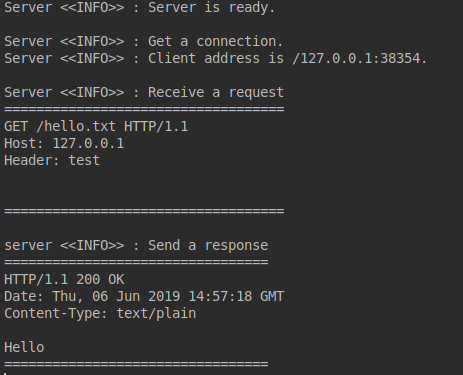 Server <<INFO>> : Server is ready.
Server <<INFO>> : Get a connection.
Server <<INFO>> : Client address is /127.0.0.1:38354.
Server <<INFO>> : Receive a request
===================================
GET /hello.txt HTTP/1.1
Host: 127.0.0.1
Header: test
===================================
server <<INFO>> : Send a response
=================================
HTTP/1.1 200 OK
Date: Thu, 06 Jun 2019 14:57:18 GMT
Content-Type: text/plain
Hello
=================================